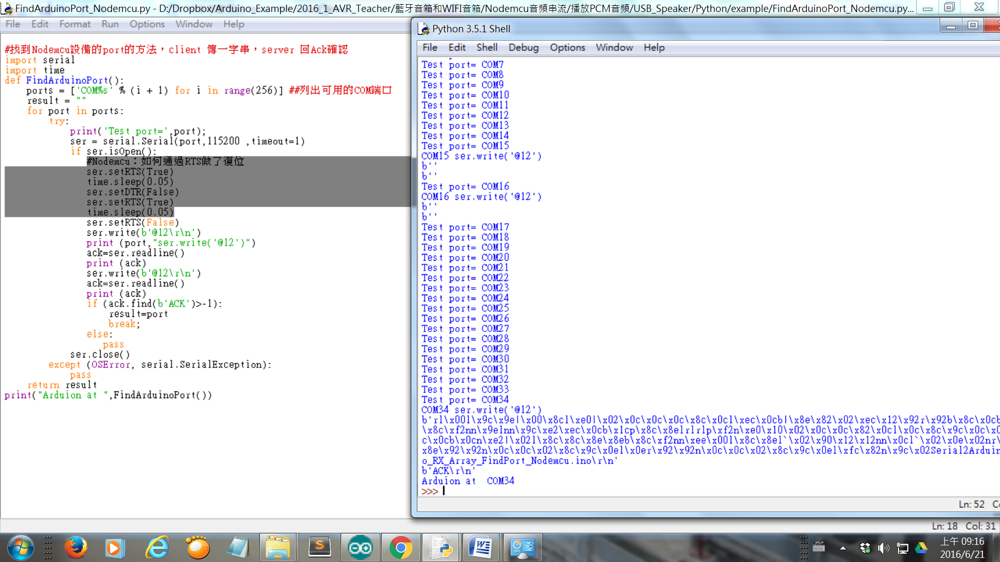 FindArduinoPort_Nodemcu.py - D:/Dropbox/Arduino_Example/2016_1_AVR_Teacher/藍牙音箱和WIFI音箱/Nodemcu音頻串流/播放PCM音頻/USB_Speaker/Python/example/FindArduinoPort_Nodemcu.py...
File Edit Format Run Options Window Help
#找到Nodemcu設備的port的方法，client 傳一字串，server 回Ack確認
import serial
import time
def FindArduinoPort():
    ports = ['COM%s' % (i + 1) for i in range(256)] ##列出可用的COM端口
    result = ""
    for port in ports:
        try:
            print('Test port=',port);
            ser = serial.Serial(port,115200 ,timeout=1)
            if ser.isOpen():
               #Nodemcu：如何通過RTS做了復位
               ser.setRTS(True)
               time.sleep(0.05)
               ser.setDTR(False)
               ser.setRTS(True)
               time.sleep(0.05)
               ser.setRTS(False)
               ser.write(b'@12\r\n')
               print (port,"ser.write('@12')")
               ack=ser.readline()
               print (ack)
               ser.write(b'@12\r\n')
               ack=ser.readline()
               print (ack)
               if (ack.find(b'ACK')>-1):
                   result=port
                   break;
               else:
                  pass
            ser.close()
        except (OSError, serial.SerialException):
            pass
    return result
print("Arduion at ",FindArduinoPort())
Python 3.5.1 Shell
File Edit Shell Debug Options Window Help
Test port= COM7
Test port= COM8
Test port= COM9
Test port= COM10
Test port= COM11
Test port= COM12
Test port= COM13
Test port= COM14
Test port= COM15
COM15 ser.write('@12')
b''
b''
Test port= COM16
COM16 ser.write('@12')
b''
b''
Test port= COM17
Test port= COM18
Test port= COM19
Test port= COM20
Test port= COM21
Test port= COM22
Test port= COM23
Test port= COM24
Test port= COM25
Test port= COM26
Test port= COM27
Test port= COM28
Test port= COM29
Test port= COM30
Test port= COM31
Test port= COM32
Test port= COM33
Test port= COM34
COM34 ser.write('@12')
b'rl\x00l\x9c\x9e|\x00\x8cl\xe0|\x02\x0c\x0c\x0c\x8c\x0cl\xec\x0cb|\x8e\x82\x02\xec\x12\x92r\x92b\x8c\x0cb
\x8c\xf2nn\x9elnn\x9c\xe2\xec\x0cb\x1cp\x8c\x8elrlrlp\xf2n\xe0\x10\x02\x0c\x0c\x82\x0cl\x0c\x8c\x9c\x0c\x0
c\x0cb\x0cn\xe2|\x02l\x8c\x8c\x8e\x8eb\x8c\xf2nn\xee\x00l\x8c\x8el`\x02\x90\x12\x12nn\x0cl`\x02\x0e\x02nr\
x8e\x92\x92n\x0c\x0c\x02\x8c\x9c\x0el\x0er\x92\x92n\x0c\x0c\x02\x8c\x9c\x0el\xfc\x82n\x9c\x02Serial2Arduin
o_RX_Array_FindPort_Nodemcu.ino\r\n'
b'ACK\r\n'
Arduion at  COM34
>>>
Ln: 52
Ln: 18 Col: 31
上午 09:16
2016/6/21